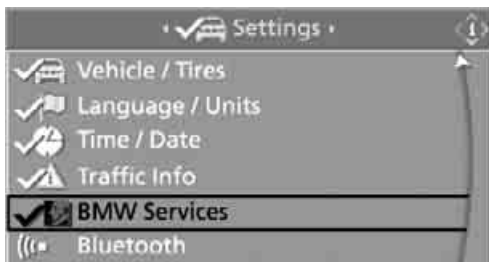 Settings
Vehicle / Tires
Language / Units
Time / Date
Traffic Info
BMW Services
Bluetooth